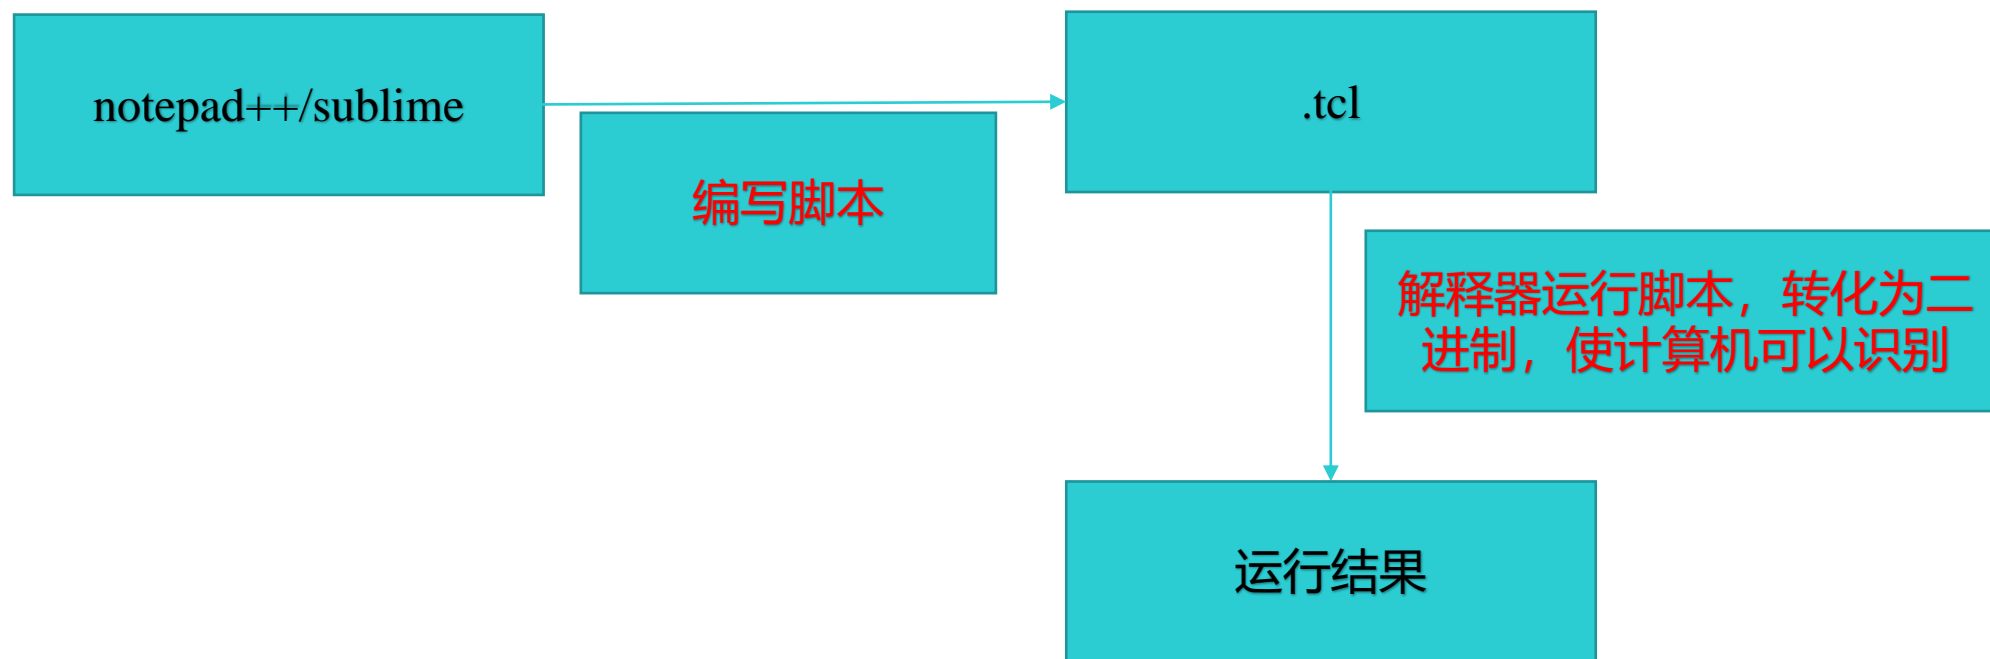 notepad++/sublime
.tcl
编写脚本
解释器运行脚本，转化为二
进制，使计算机可以识别
运行结果